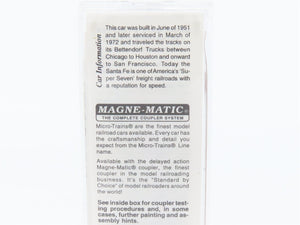 Car Information
This car was built in June of 1951
and later serviced in March of
1972 and traveled the tracks on
its Bettendorf Trucks between
Chicago to Houston and onward
to San Francisco. Today the
Santa Fe is one of America's 'Su-
per Seven' freight railroads with
a reputation for speed.
MAGNE-MATIC®
THE COMPLETE COUPLER SYSTEM
Micro-Trains® are the finest model
railroad cars available. Every car has
the craftsmanship and detail you
expect from the Micro-Trains® Line
name.
Available with the delayed action
Magne-Matic® coupler, the finest
coupler in the model railroading
business. It's the "Standard by
Choice" of model railroaders around
the world!
See inside box for coupler test-
ing procedures and, in some
cases, further painting and as-
sembly hints.